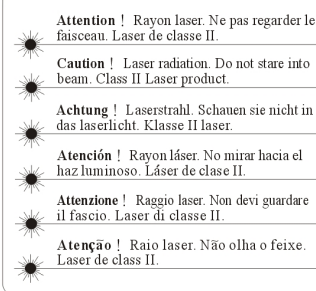 Attention ! Rayon laser. Ne pas regarder le
faisceau. Laser de classe II.
Caution ! Laser radiation. Do not stare into
beam. Class II Laser product.
Achtung ! Laserstrahl. Schauen sie nicht in
das laserlicht. Klasse II laser.
Atención ! Rayon láser. No mirar hacia el
haz luminoso. Láser de clase II.
Attenzione ! Raggio laser. Non devi guardare
il fascio. Laser di classe II.
Atenção ! Raio laser. Não olha o feixe.
Laser de class II.